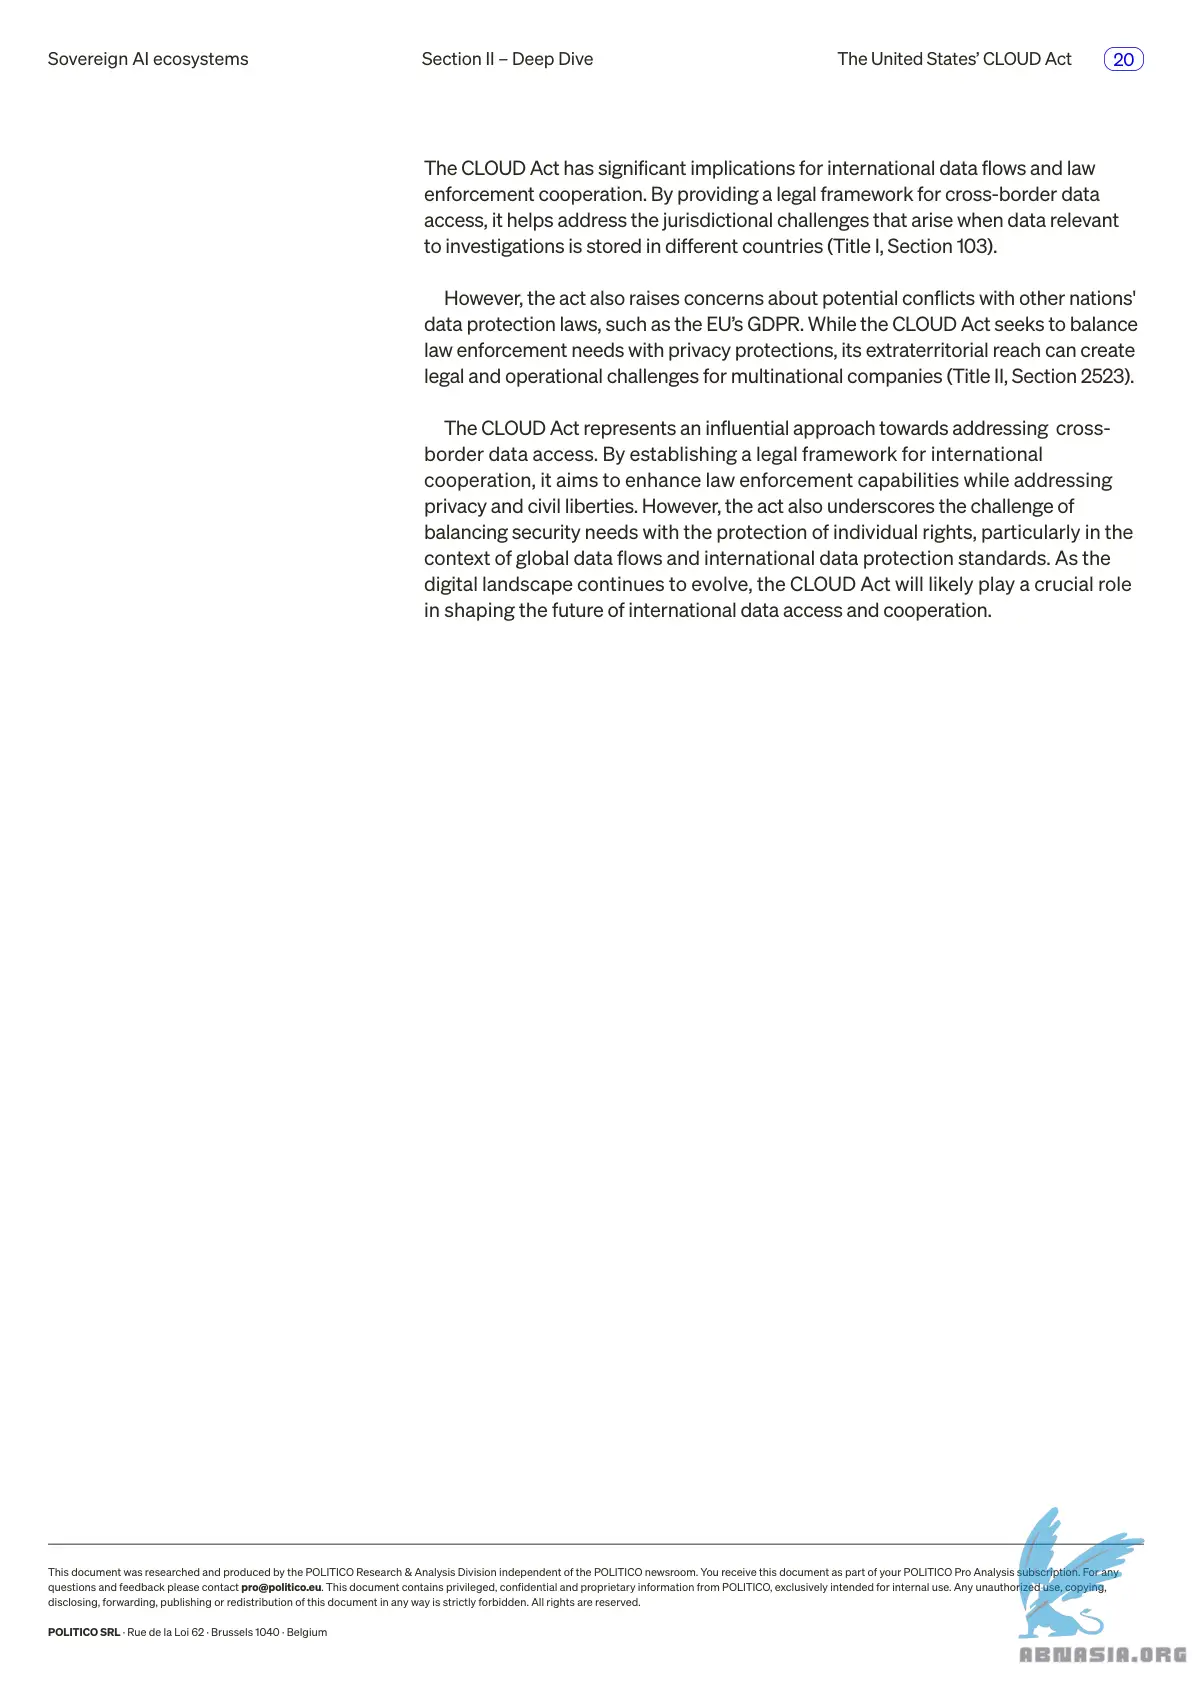 Sovereign AI ecosystems
Section II – Deep Dive
The United States’ CLOUD Act
20
The CLOUD Act has significant implications for international data flows and law
enforcement cooperation. By providing a legal framework for cross-border data
access, it helps address the jurisdictional challenges that arise when data relevant
to investigations is stored in different countries (Title I, Section 103).
However, the act also raises concerns about potential conflicts with other nations'
data protection laws, such as the EU’s GDPR. While the CLOUD Act seeks to balance
law enforcement needs with privacy protections, its extraterritorial reach can create
legal and operational challenges for multinational companies (Title II, Section 2523).
The CLOUD Act represents an influential approach towards addressing cross-
border data access. By establishing a legal framework for international
cooperation, it aims to enhance law enforcement capabilities while addressing
privacy and civil liberties. However, the act also underscores the challenge of
balancing security needs with the protection of individual rights, particularly in the
context of global data flows and international data protection standards. As the
digital landscape continues to evolve, the CLOUD Act will likely play a crucial role
in shaping the future of international data access and cooperation.
This document was researched and produced by the POLITICO Research & Analysis Division independent of the POLITICO newsroom. You receive this document as part of your POLITICO Pro Analysis subscription. For any
questions and feedback please contact pro@politico.eu. This document contains privileged, confidential and proprietary information from POLITICO, exclusively intended for internal use. Any unauthorized use, copying,
disclosing, forwarding, publishing or redistribution of this document in any way is strictly forbidden. All rights are reserved.
POLITICO SRL · Rue de la Loi 62 · Brussels 1040 · Belgium
ABNASIA.ORG